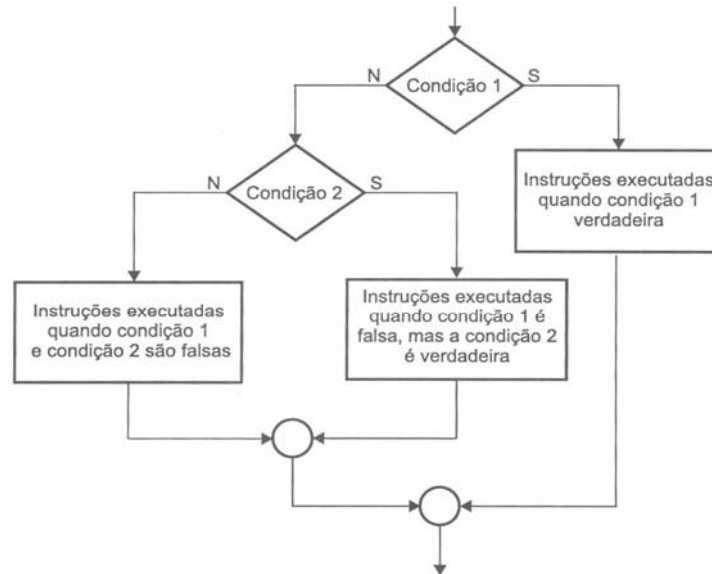 Condição 1
N
S
Condição 2
N
S
Instruções executadas
quando condição 1
verdadeira
Instruções executadas
quando condição 1
e condição 2 são falsas
Instruções executadas
quando condição 1 é
falsa, mas a condição 2
é verdadeira